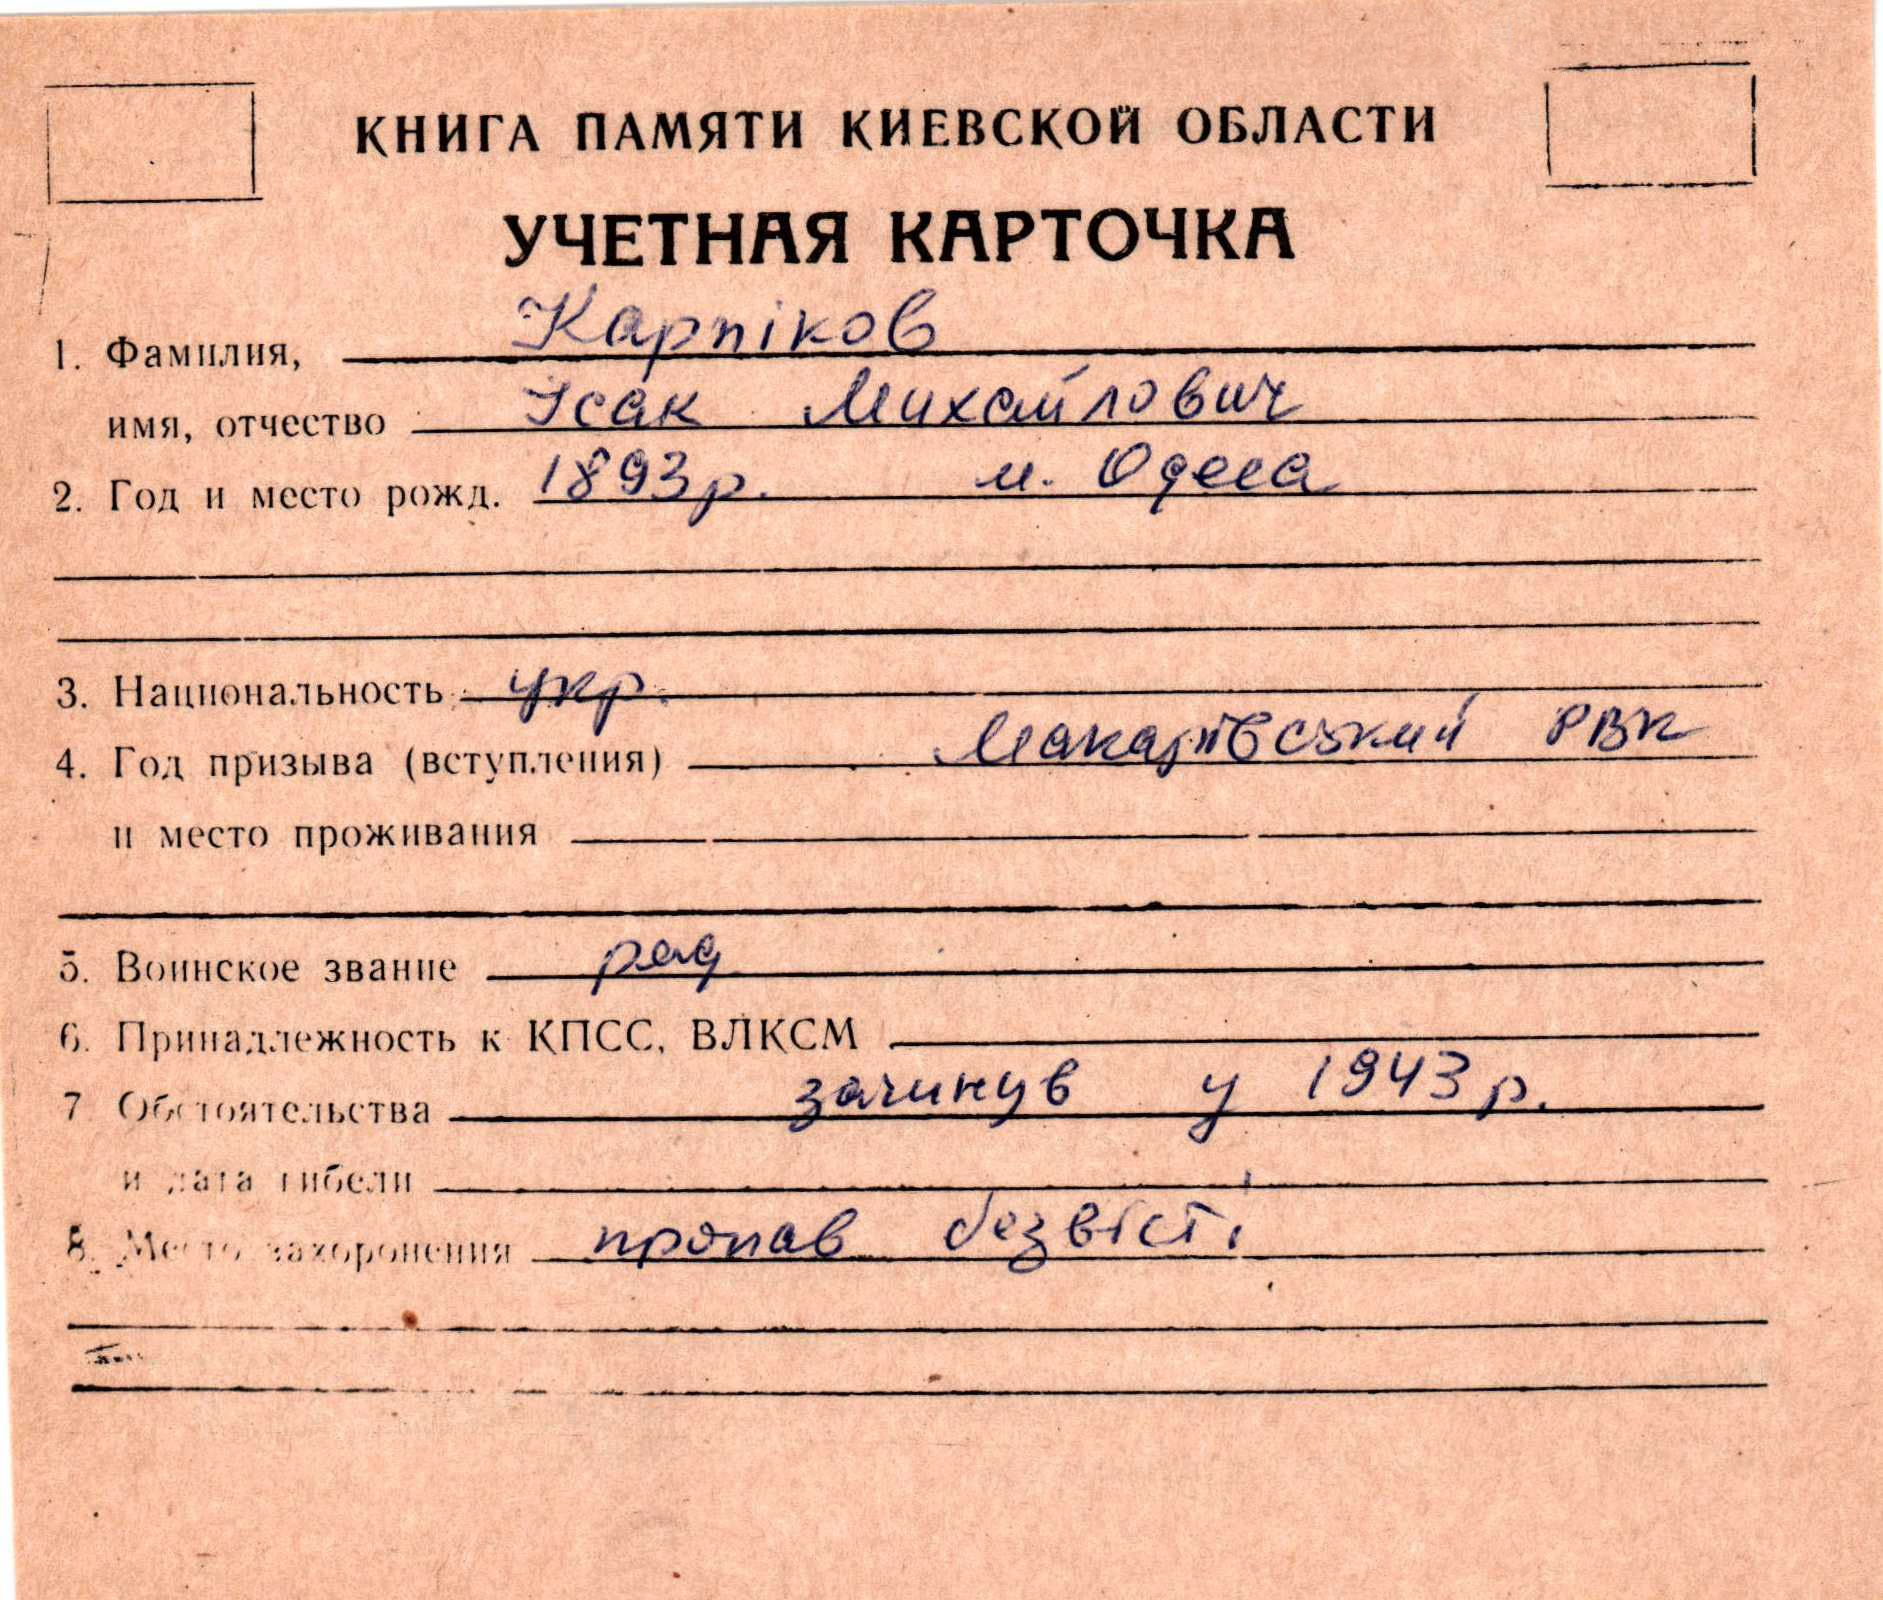 КНИГА ПАМЯТИ КИЕВСКОЙ ОБЛАСТИ
УЧЕТНАЯ КАРТОЧКА
1. Фамилия, Карпіков
имя, отчество Ісак Михайлович
2. Год и место рожд. 1893р. м. Одеса
3. Национальность укр.
4. Год призыва (вступления) Макарівський РВК
и место проживания
5. Воинское звание ряд
6. Принадлежность к КПСС, ВЛКСМ
7 Обстоятельства загинув у 1943р.
и дата гибели
8. Место захоронения пропав безвісті